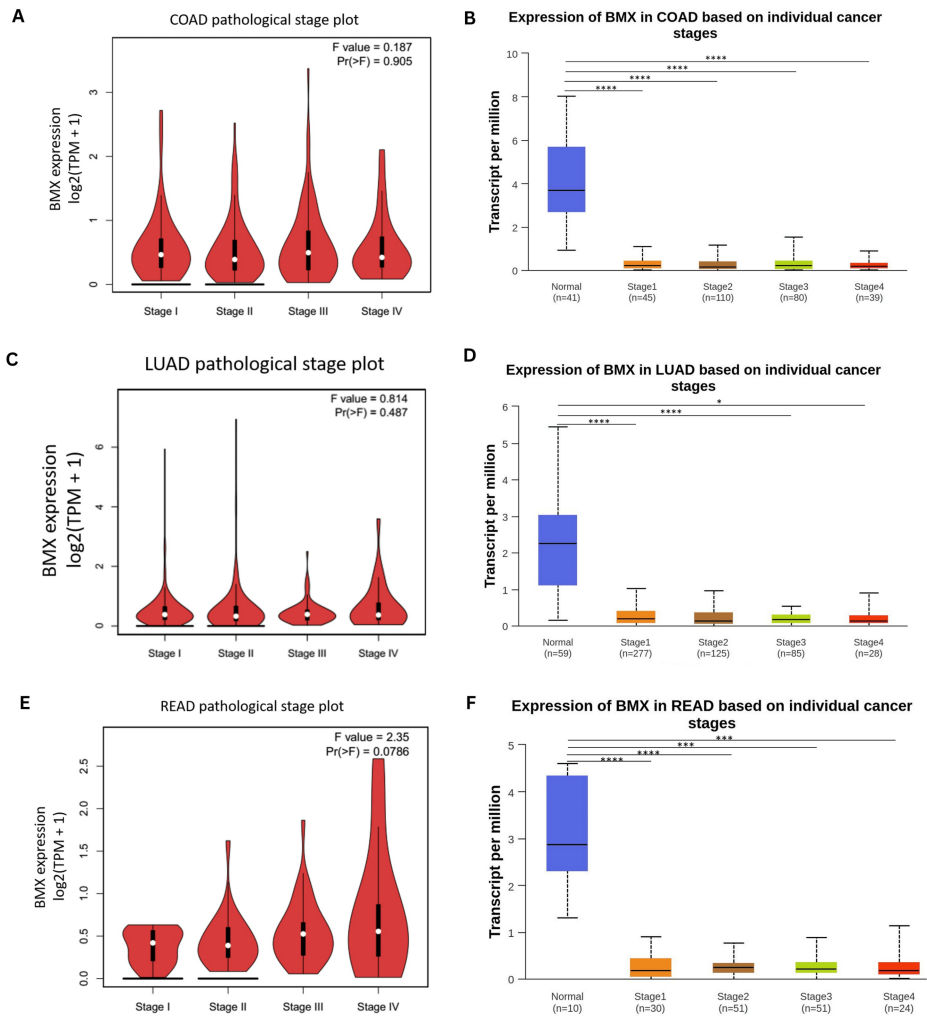 A
COAD pathological stage plot
F value = 0.187
Pr(>F) = 0.905
BMX expression
log2(TPM + 1)
3
2
1
0
Stage I
Stage II
Stage III
Stage IV
B
Expression of BMX in COAD based on individual cancer
stages
****
****
****
****
Transcript per million
10
8
6
4
2
0
Normal
(n=41)
Stage1
(n=45)
Stage2
(n=110)
Stage3
(n=80)
Stage4
(n=39)
C
LUAD pathological stage plot
F value = 0.814
Pr(>F) = 0.487
BMX expression
log2(TPM + 1)
6
4
2
0
Stage I
Stage II
Stage III
Stage IV
D
Expression of BMX in LUAD based on individual cancer
stages
*
****
****
Transcript per million
6
5
4
3
2
1
0
Normal
(n=59)
Stage1
(n=277)
Stage2
(n=125)
Stage3
(n=85)
Stage4
(n=28)
E
READ pathological stage plot
F value = 2.35
Pr(>F) = 0.0786
BMX expression
log2(TPM + 1)
2.5
2.0
1.5
1.0
0.5
0.0
Stage I
Stage II
Stage III
Stage IV
F
Expression of BMX in READ based on individual cancer
stages
***
***
****
****
Transcript per million
5
4
3
2
1
0
Normal
(n=10)
Stage1
(n=30)
Stage2
(n=51)
Stage3
(n=51)
Stage4
(n=24)